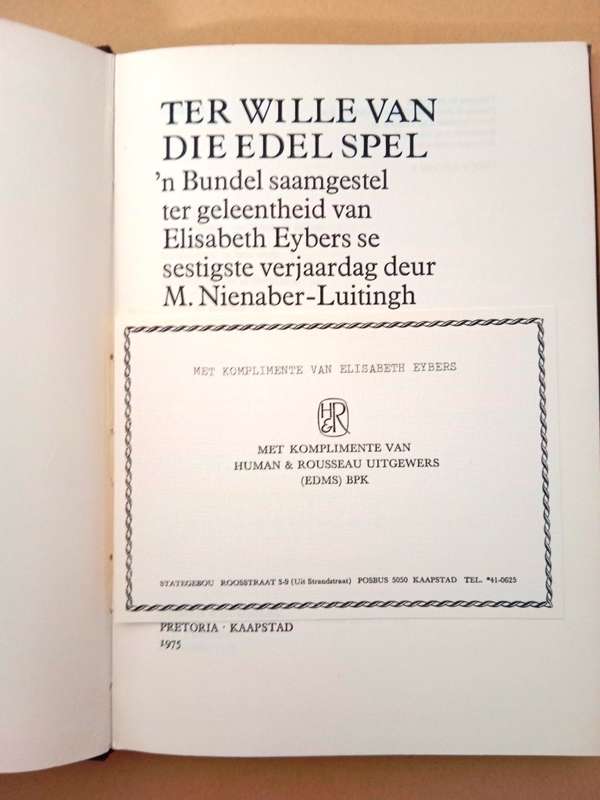 TER WILLE VAN
DIE EDEL SPEL
’n Bundel saamgestel
ter geleentheid van
Elisabeth Eybers se
sestigste verjaardag deur
M. Nienaber-Luitingh
MET KOMPLIMENTE VAN ELISABETH EYBERS
H&R
MET KOMPLIMENTE VAN
HUMAN & ROUSSEAU UITGEWERS
(EDMS) BPK
STATEGEBOU ROOSSTRAAT 3-9 (Uit Strandstraat) POSBUS 5050 KAAPSTAD TEL. *41-0625
PRETORIA · KAAPSTAD
1975